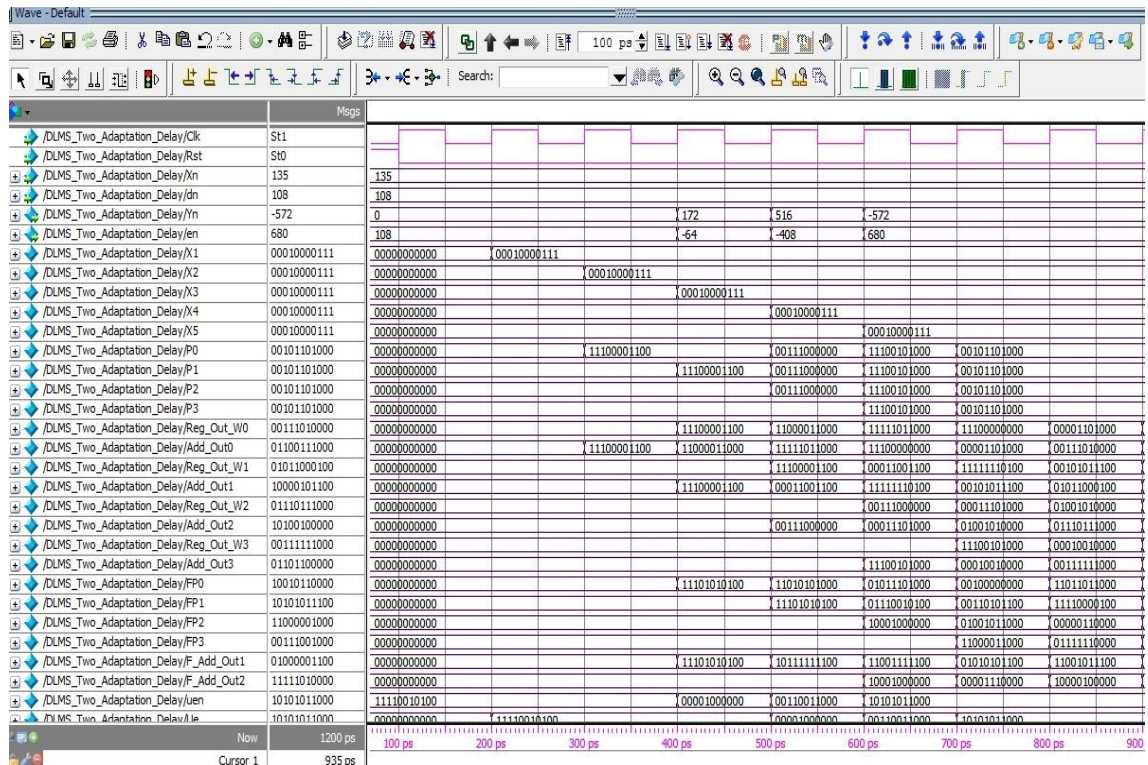 Wave - Default
100 ps
Search:
Msgs
/DLMS_Two_Adaptation_Delay/Clk St1
/DLMS_Two_Adaptation_Delay/Rst St0
/DLMS_Two_Adaptation_Delay/Xn 135 135
/DLMS_Two_Adaptation_Delay/dn 108 108
/DLMS_Two_Adaptation_Delay/Yn -572 0 172 516 -572
/DLMS_Two_Adaptation_Delay/en 680 108 -64 -408 680
/DLMS_Two_Adaptation_Delay/X1 00010000111 00000000000 00010000111
/DLMS_Two_Adaptation_Delay/X2 00010000111 00000000000 00010000111
/DLMS_Two_Adaptation_Delay/X3 00010000111 00000000000 00010000111
/DLMS_Two_Adaptation_Delay/X4 00010000111 00000000000 00010000111
/DLMS_Two_Adaptation_Delay/X5 00010000111 00000000000 00010000111
/DLMS_Two_Adaptation_Delay/P0 00101101000 00000000000 11100001100 00111000000 11100101000 00101101000
/DLMS_Two_Adaptation_Delay/P1 00101101000 00000000000 11100001100 00111000000 11100101000 00101101000
/DLMS_Two_Adaptation_Delay/P2 00101101000 00000000000 00111000000 11100101000 00101101000
/DLMS_Two_Adaptation_Delay/P3 00101101000 00000000000 11100101000 00101101000
/DLMS_Two_Adaptation_Delay/Reg_Out_W0 00111010000 00000000000 11100001100 11000011000 11111011000 11100000000 00001101000
/DLMS_Two_Adaptation_Delay/Add_Out0 01100111000 00000000000 11100001100 11000011000 11111011000 11100000000 00001101000 00111010000
/DLMS_Two_Adaptation_Delay/Reg_Out_W1 01011000100 00000000000 11100001100 00011001100 11111110100 00101011100
/DLMS_Two_Adaptation_Delay/Add_Out1 10000101100 00000000000 11100001100 00011001100 11111110100 00101011100 01011000100
/DLMS_Two_Adaptation_Delay/Reg_Out_W2 01110111000 00000000000 00111000000 00011101000 01001010000
/DLMS_Two_Adaptation_Delay/Add_Out2 10100100000 00000000000 00111000000 00011101000 01001010000 01110111000
/DLMS_Two_Adaptation_Delay/Reg_Out_W3 00111111000 00000000000 11100101000 00010010000
/DLMS_Two_Adaptation_Delay/Add_Out3 01101100000 00000000000 11100101000 00010010000 00111111000
/DLMS_Two_Adaptation_Delay/FP0 10010110000 00000000000 11101010100 11010101000 01011101000 00100000000 11011011000
/DLMS_Two_Adaptation_Delay/FP1 10101011100 00000000000 11101010100 01110010100 00110101100 11110000100
/DLMS_Two_Adaptation_Delay/FP2 11000001000 00000000000 10001000000 01001011000 00000110000
/DLMS_Two_Adaptation_Delay/FP3 00111001000 00000000000 11000011000 01111110000
/DLMS_Two_Adaptation_Delay/F_Add_Out1 01000001100 00000000000 11101010100 10111111100 11001111100 01010101100 11001011100
/DLMS_Two_Adaptation_Delay/F_Add_Out2 11111010000 00000000000 10001000000 00001110000 10000100000
/DLMS_Two_Adaptation_Delay/uen 10101011000 11110010100 00001000000 00110011000 10101011000
/DLMS_Two_Adaptation_Delay/Ue 10101011000 00000000000 11110010100 00001000000 00110011000 10101011000
Now 1200 ps 100 ps 200 ps 300 ps 400 ps 500 ps 600 ps 700 ps 800 ps 900
Cursor 1 935 ps